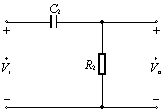 C₂
+ +
V̇ᵢ R₂ V̇ₒ
− −